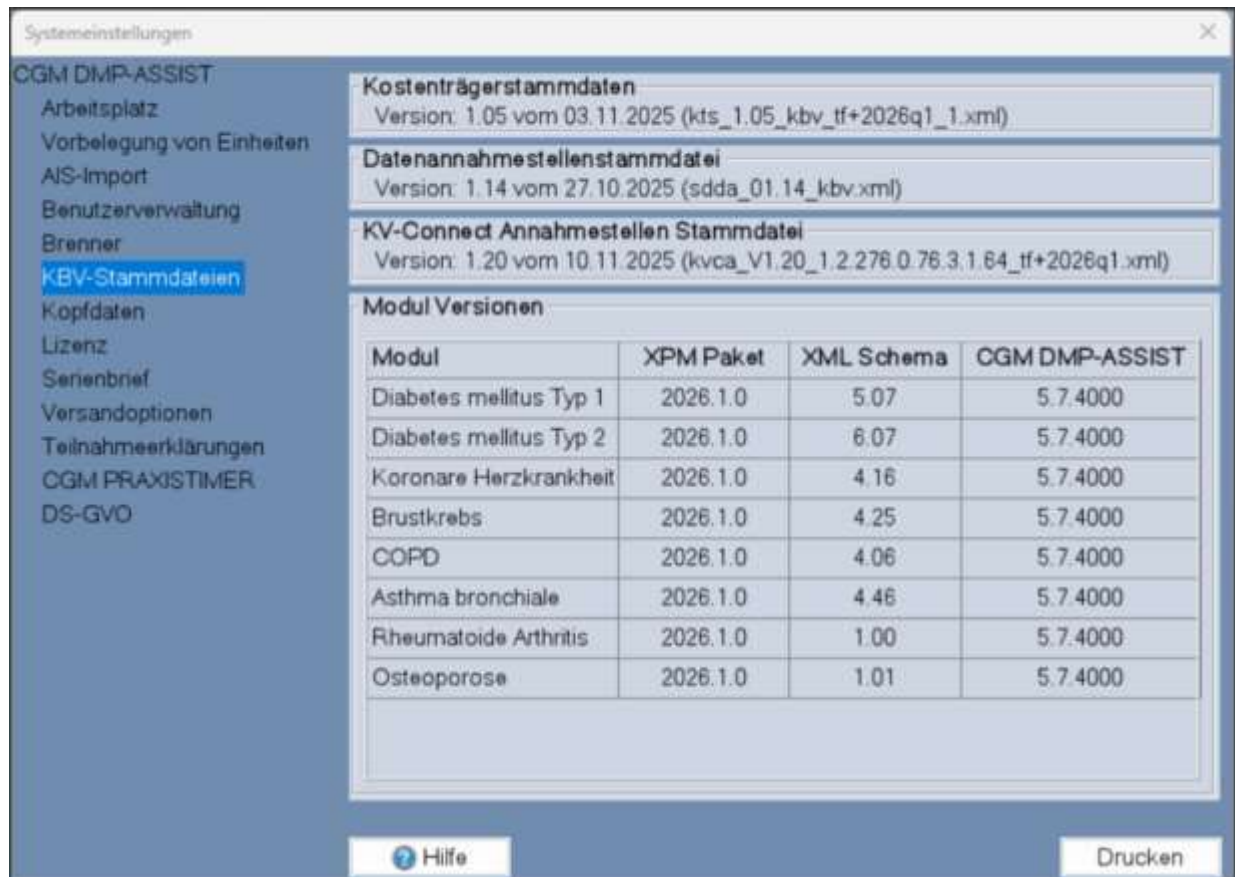 Systemeinstellungen
CGM DMP-ASSIST
Arbeitsplatz
Vorbelegung von Einheiten
AIS-Import
Benutzerverwaltung
Brenner
KBV-Stammdateien
Kopfdaten
Lizenz
Serienbrief
Versandoptionen
Teilnahmeerklärungen
CGM PRAXISTIMER
DS-GVO
Kostenträgerstammdaten
Version: 1.05 vom 03.11.2025 (kts_1.05_kbv_tf+2026q1_1.xml)
Datenannahmestellenstammdatei
Version: 1.14 vom 27.10.2025 (sdda_01.14_kbv.xml)
KV-Connect Annahmestellen Stammdatei
Version: 1.20 vom 10.11.2025 (kvca_V1.20_1.2.276.0.76.3.1.64_tf+2026q1.xml)
Modul Versionen
Modul XPM Paket XML Schema CGM DMP-ASSIST
Diabetes mellitus Typ 1 2026.1.0 5.07 5.7.4000
Diabetes mellitus Typ 2 2026.1.0 6.07 5.7.4000
Koronare Herzkrankheit 2026.1.0 4.16 5.7.4000
Brustkrebs 2026.1.0 4.25 5.7.4000
COPD 2026.1.0 4.06 5.7.4000
Asthma bronchiale 2026.1.0 4.46 5.7.4000
Rheumatoide Arthritis 2026.1.0 1.00 5.7.4000
Osteoporose 2026.1.0 1.01 5.7.4000
Hilfe
Drucken